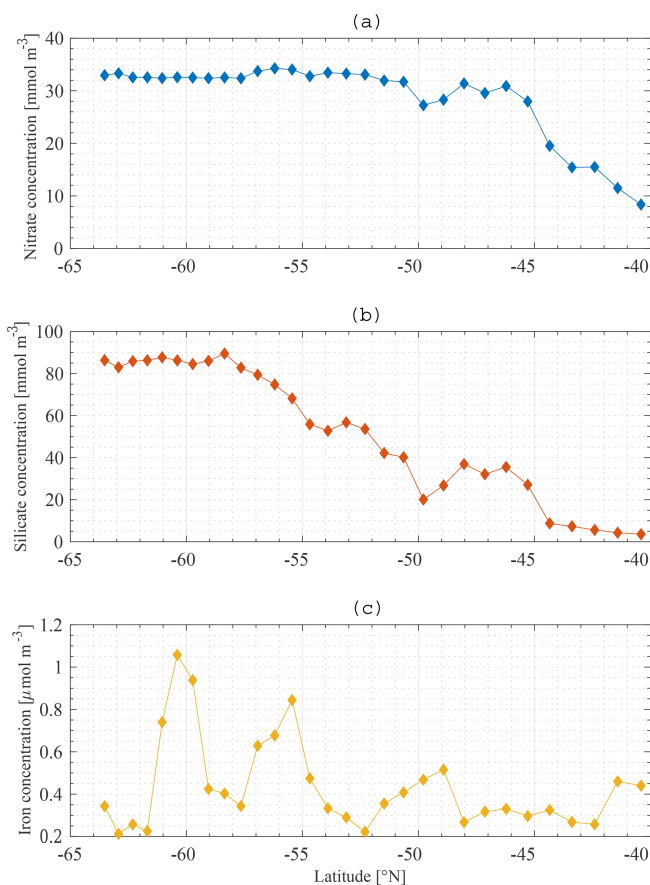 (a)
Nitrate concentration [mmol m⁻³]
40
30
20
10
0
-65 -60 -55 -50 -45 -40
(b)
Silicate concentration [mmol m⁻³]
100
80
60
40
20
0
-65 -60 -55 -50 -45 -40
(c)
Iron concentration [μmol m⁻³]
1.2
1
0.8
0.6
0.4
0.2
-65 -60 -55 -50 -45 -40
Latitude [°N]